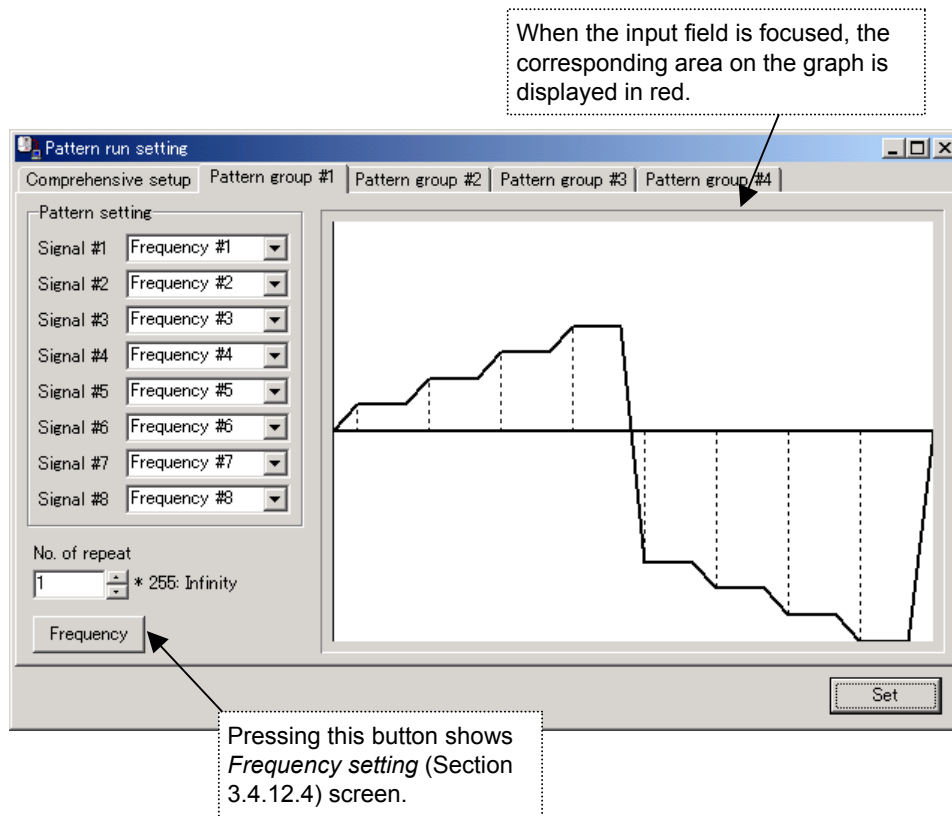 When the input field is focused, the
corresponding area on the graph is
displayed in red.
Pattern run setting
Comprehensive setup Pattern group #1 Pattern group #2 Pattern group #3 Pattern group #4
Pattern setting
Signal #1 Frequency #1
Signal #2 Frequency #2
Signal #3 Frequency #3
Signal #4 Frequency #4
Signal #5 Frequency #5
Signal #6 Frequency #6
Signal #7 Frequency #7
Signal #8 Frequency #8
No. of repeat
1 * 255: Infinity
Frequency
Set
Pressing this button shows
Frequency setting (Section
3.4.12.4) screen.